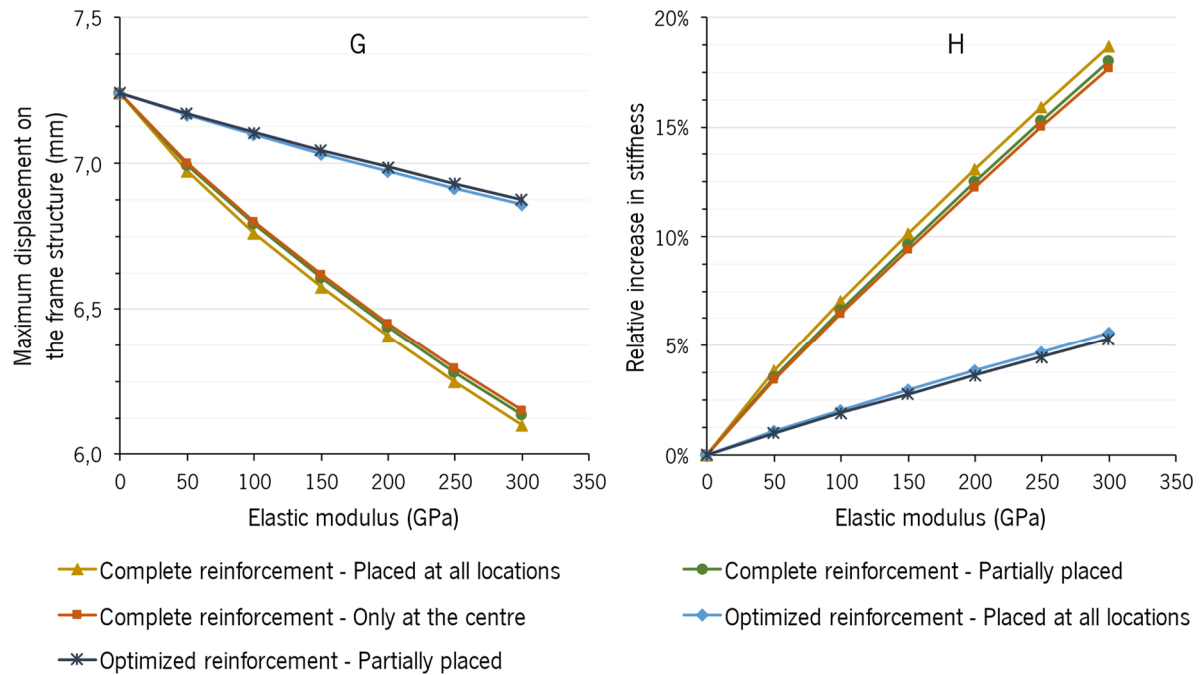 G
Maximum displacement on
the frame structure (mm)
7,5
7,0
6,5
6,0
0 50 100 150 200 250 300 350
Elastic modulus (GPa)
H
Relative increase in stiffness
20%
15%
10%
5%
0%
0 50 100 150 200 250 300 350
Elastic modulus (GPa)
Complete reinforcement - Placed at all locations
Complete reinforcement - Partially placed
Complete reinforcement - Only at the centre
Optimized reinforcement - Placed at all locations
Optimized reinforcement - Partially placed